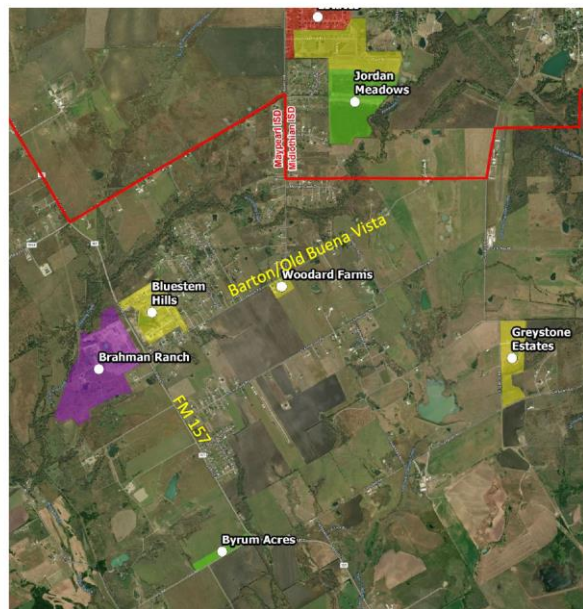 Jordan
Meadows
Maypearl ISD
Midlothian ISD
Barton/Old Buena Vista
Woodard Farms
Bluestem
Hills
Greystone
Estates
Brahman Ranch
FM 157
Byrum Acres